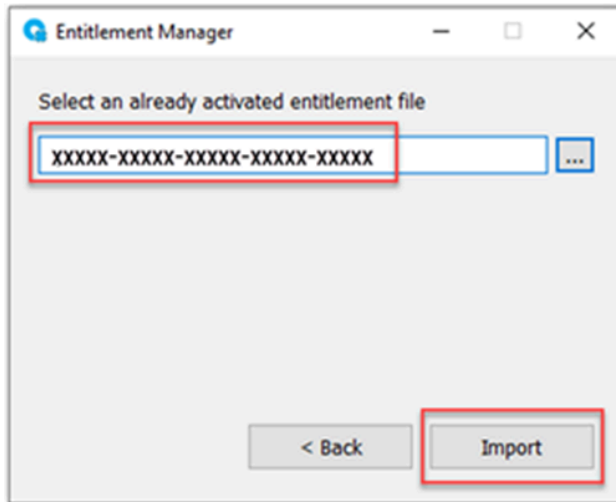 Entitlement Manager
Select an already activated entitlement file
xxxxx-xxxxx-xxxxx-xxxxx-xxxxx
...
< Back
Import